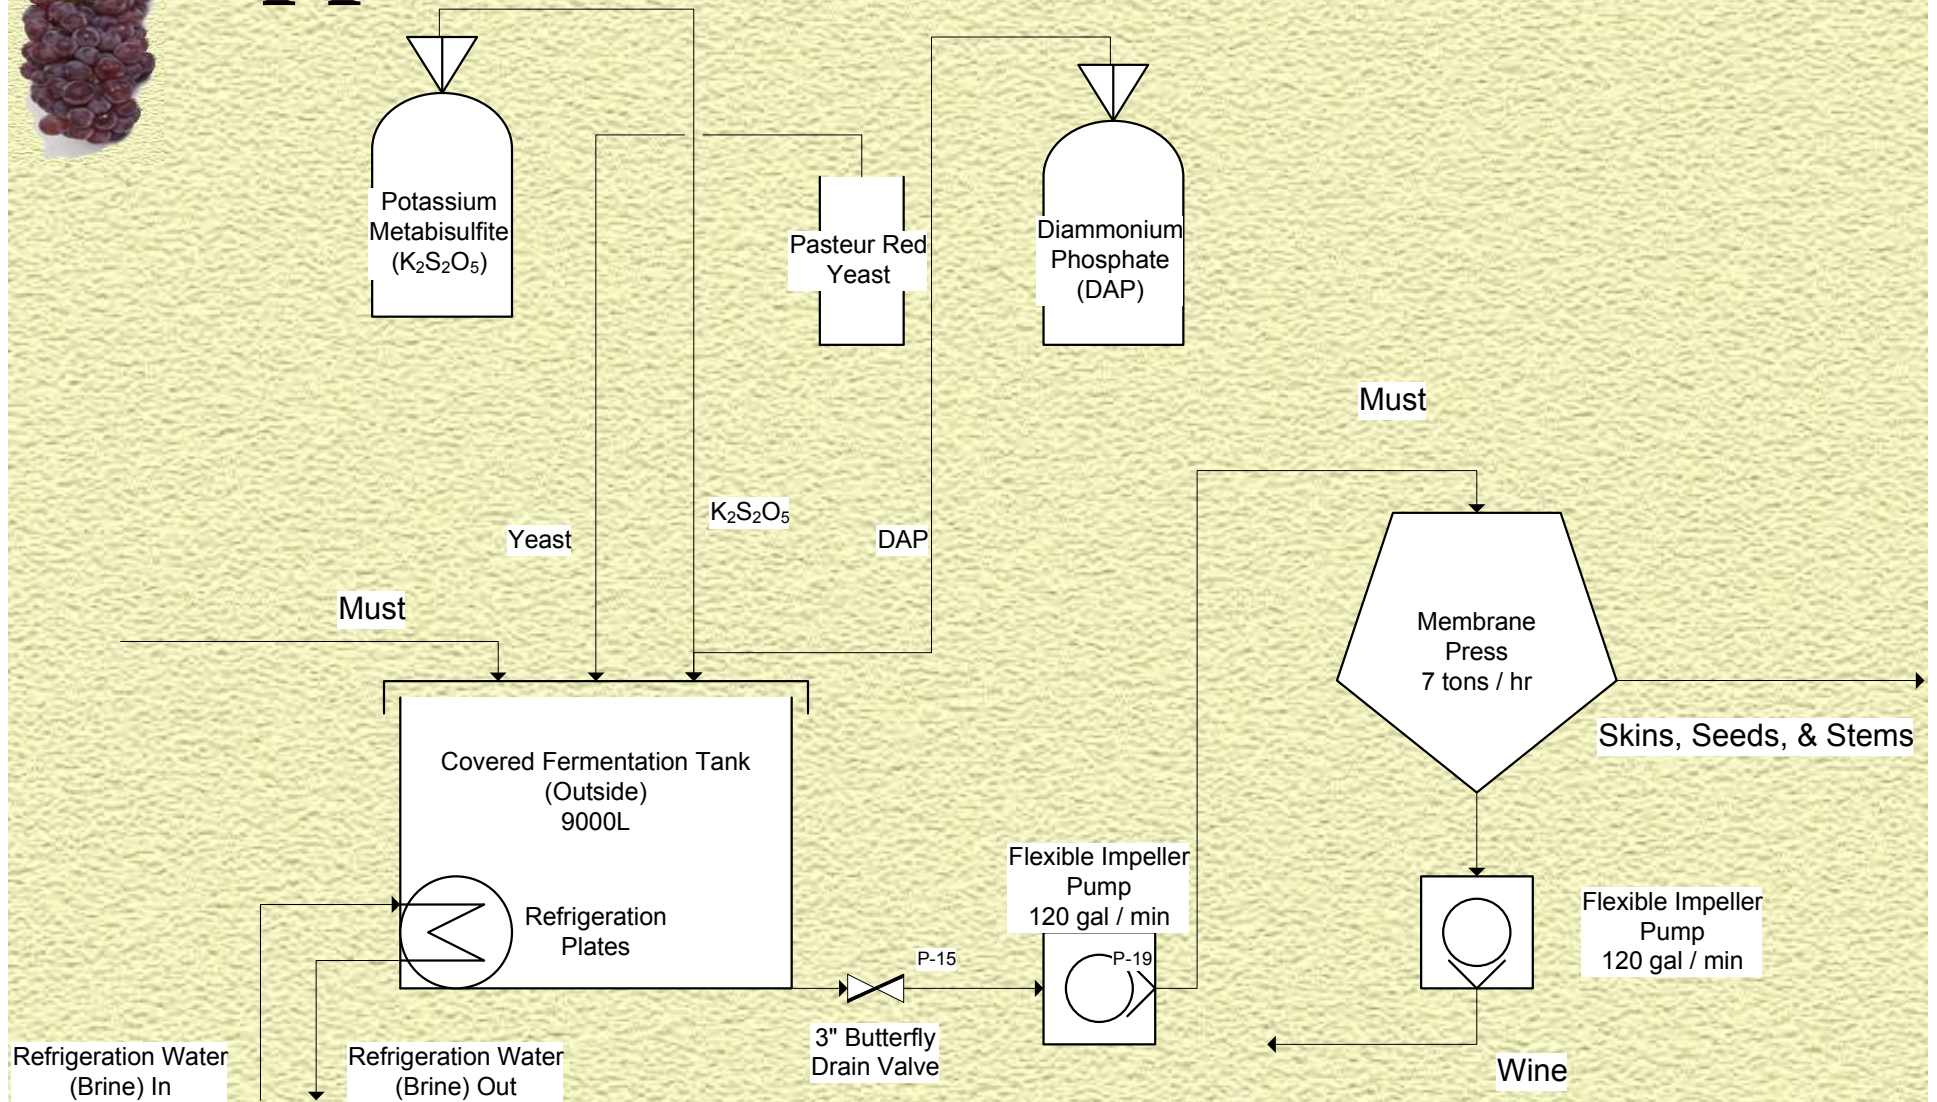 Potassium
Metabisulfite
(K₂S₂O₅)
Pasteur Red
Yeast
Diammonium
Phosphate
(DAP)
Must
K₂S₂O₅
Yeast
DAP
Must
Membrane
Press
7 tons / hr
Skins, Seeds, & Stems
Covered Fermentation Tank
(Outside)
9000L
Refrigeration
Plates
Flexible Impeller
Pump
120 gal / min
P-15
P-19
Flexible Impeller
Pump
120 gal / min
3" Butterfly
Drain Valve
Wine
Refrigeration Water
(Brine) In
Refrigeration Water
(Brine) Out